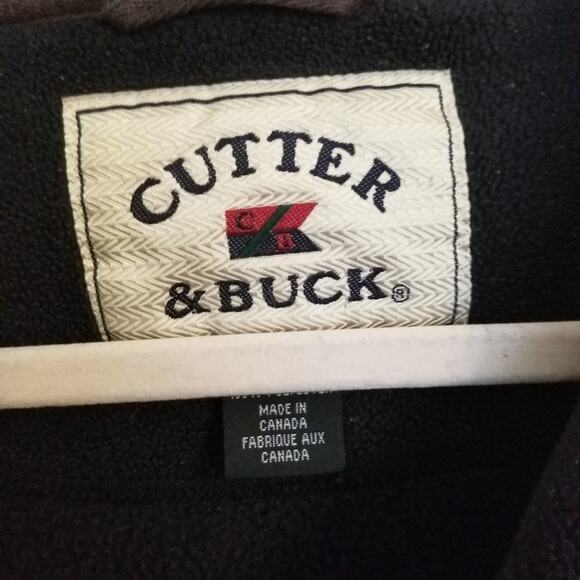 CUTTER
C B
& BUCK®
MADE IN
CANADA
FABRIQUE AUX
CANADA